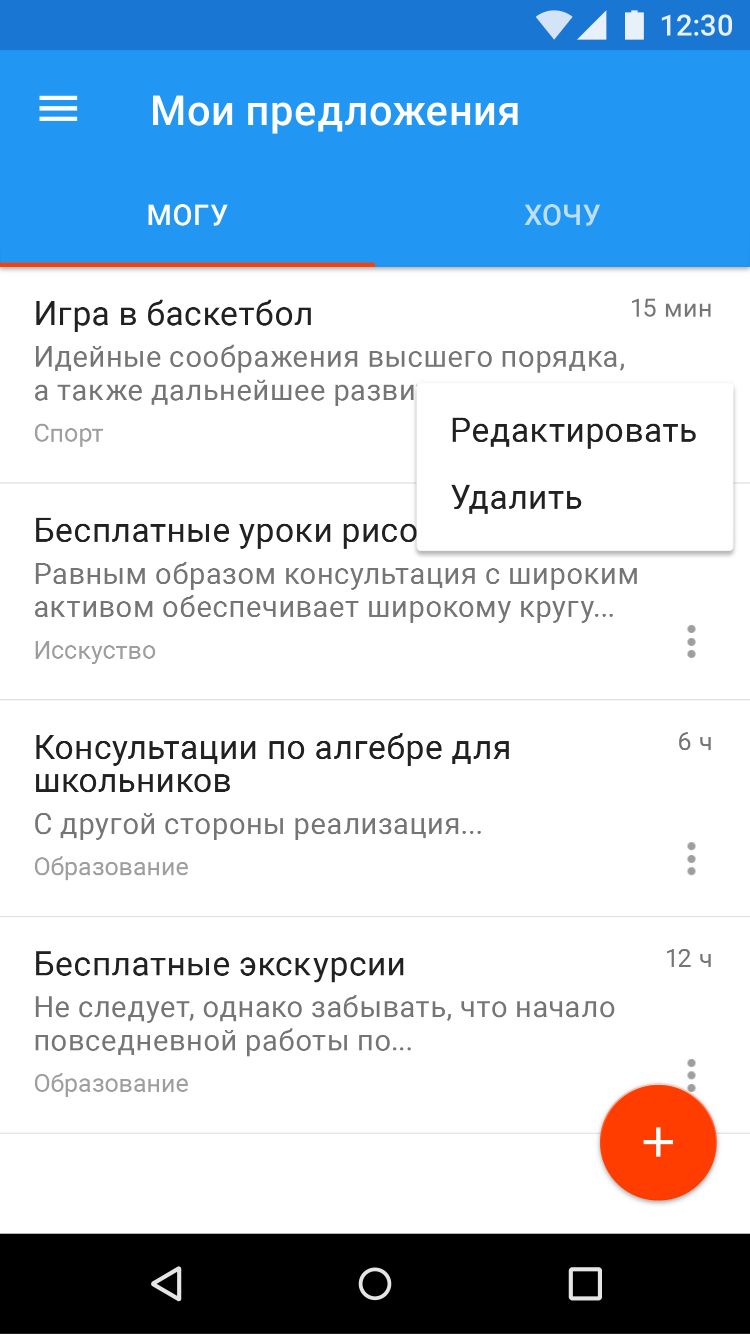 12:30
Мои предложения
МОГУ
ХОЧУ
Игра в баскетбол
15 мин
Идейные соображения высшего порядка,
а также дальнейшее
Спорт
Редактировать
Удалить
Бесплатные уроки
Равным образом консультация с широким
активом обеспечивает широкому кругу...
Исскуство
Консультации по алгебре для
школьников
6 ч
С другой стороны реализация...
Образование
Бесплатные экскурсии
12 ч
Не следует, однако забывать, что начало
повседневной работы по...
Образование